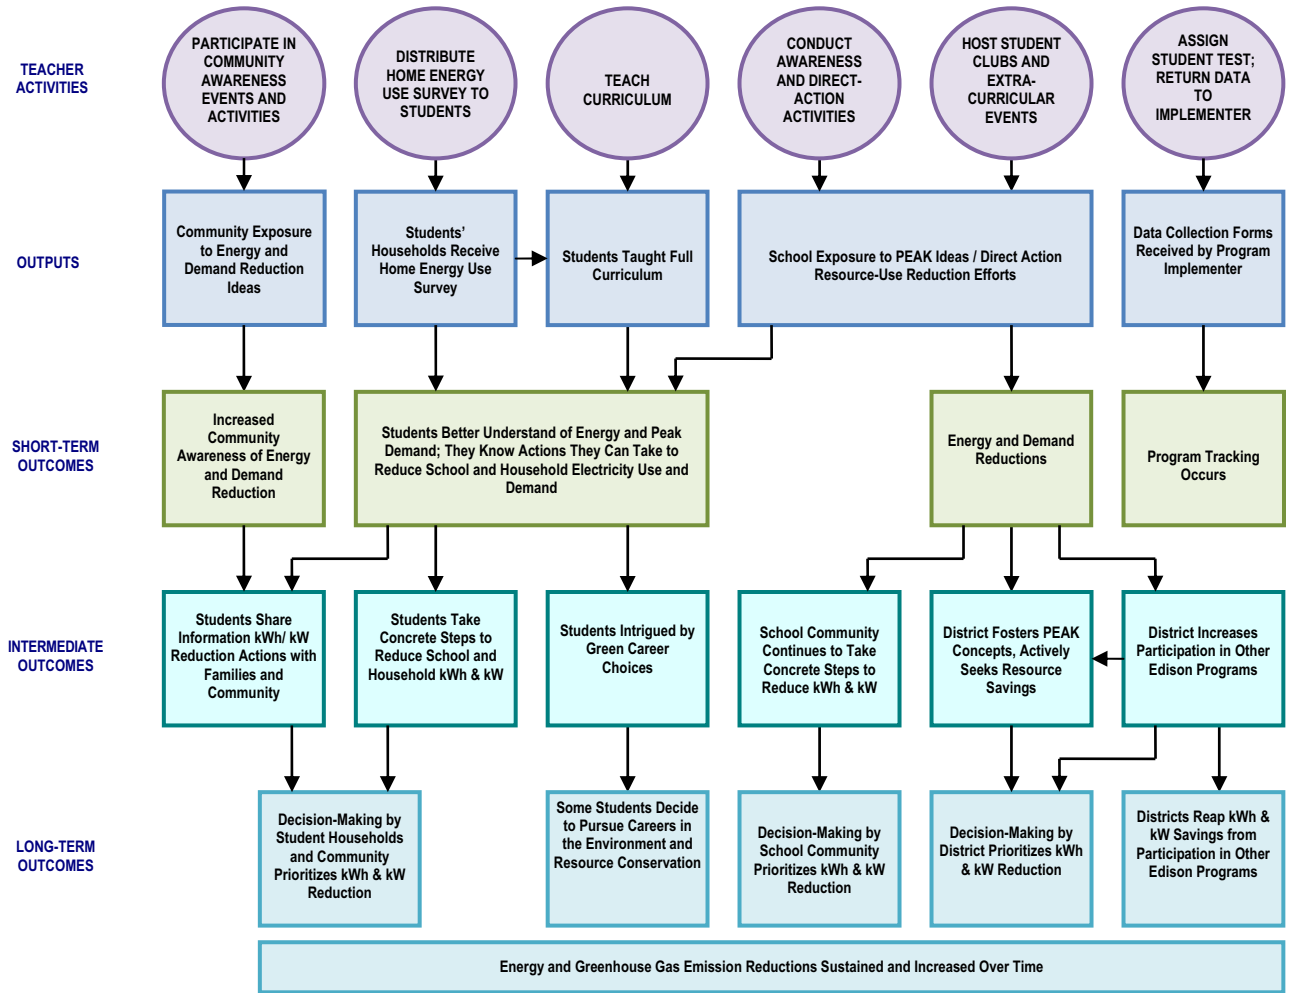 TEACHER
ACTIVITIES
PARTICIPATE IN
COMMUNITY
AWARENESS
EVENTS AND
ACTIVITIES
DISTRIBUTE
HOME ENERGY
USE SURVEY TO
STUDENTS
TEACH
CURRICULUM
CONDUCT
AWARENESS
AND DIRECT-
ACTION
ACTIVITIES
HOST STUDENT
CLUBS AND
EXTRA-
CURRICULAR
EVENTS
ASSIGN
STUDENT TEST;
RETURN DATA
TO
IMPLEMENTER
OUTPUTS
Community Exposure
to Energy and
Demand Reduction
Ideas
Students'
Households Receive
Home Energy Use
Survey
Students Taught Full
Curriculum
School Exposure to PEAK Ideas / Direct Action
Resource-Use Reduction Efforts
Data Collection Forms
Received by Program
Implementer
SHORT-TERM
OUTCOMES
Increased
Community
Awareness of Energy
and Demand
Reduction
Students Better Understand of Energy and Peak
Demand; They Know Actions They Can Take to
Reduce School and Household Electricity Use and
Demand
Energy and Demand
Reductions
Program Tracking
Occurs
INTERMEDIATE
OUTCOMES
Students Share
Information kWh/ kW
Reduction Actions with
Families and
Community
Students Take
Concrete Steps to
Reduce School and
Household kWh & kW
Students Intrigued by
Green Career
Choices
School Community
Continues to Take
Concrete Steps to
Reduce kWh & kW
District Fosters PEAK
Concepts, Actively
Seeks Resource
Savings
District Increases
Participation in Other
Edison Programs
LONG-TERM
OUTCOMES
Decision-Making by
Student Households
and Community
Prioritizes kWh & kW
Reduction
Some Students Decide
to Pursue Careers in
the Environment and
Resource Conservation
Decision-Making by
School Community
Prioritizes kWh & kW
Reduction
Decision-Making by
District Prioritizes kWh
& kW Reduction
Districts Reap kWh &
kW Savings from
Participation in Other
Edison Programs
Energy and Greenhouse Gas Emission Reductions Sustained and Increased Over Time